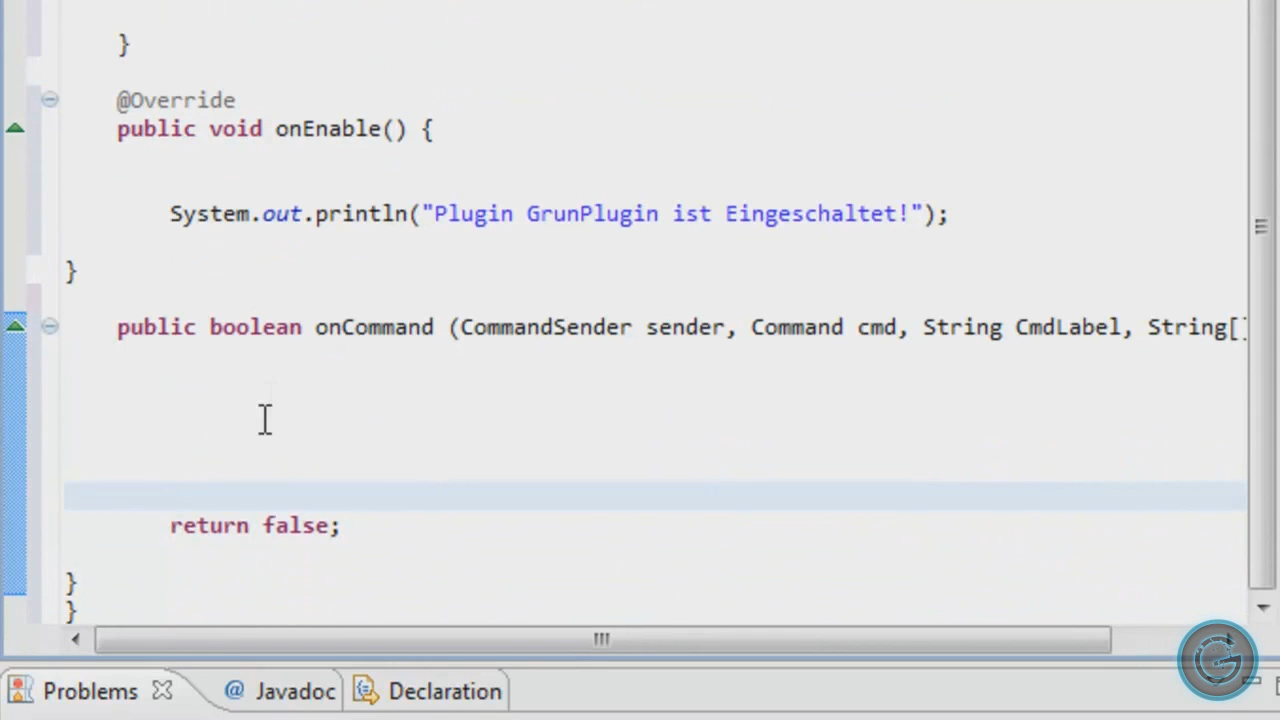 }
@Override
public void onEnable() {
System.out.println("Plugin GrunPlugin ist Eingeschaltet!");
}
public boolean onCommand (CommandSender sender, Command cmd, String CmdLabel, String[]
return false;
}
}
Problems @ Javadoc Declaration